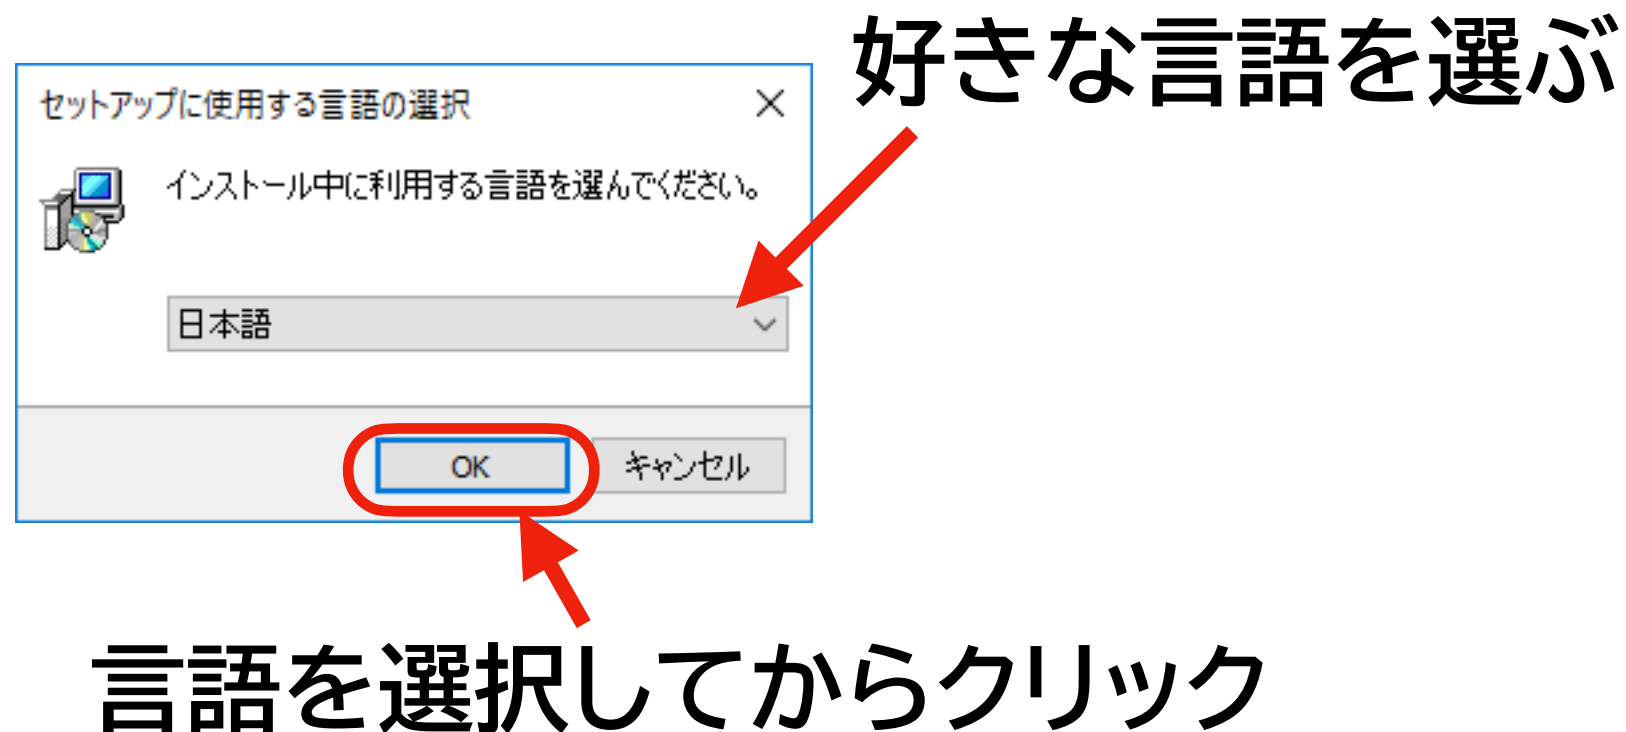 好きな言語を選ぶ
セットアップに使用する言語の選択
インストール中に利用する言語を選んでください。
日本語
OK
キャンセル
言語を選択してからクリック